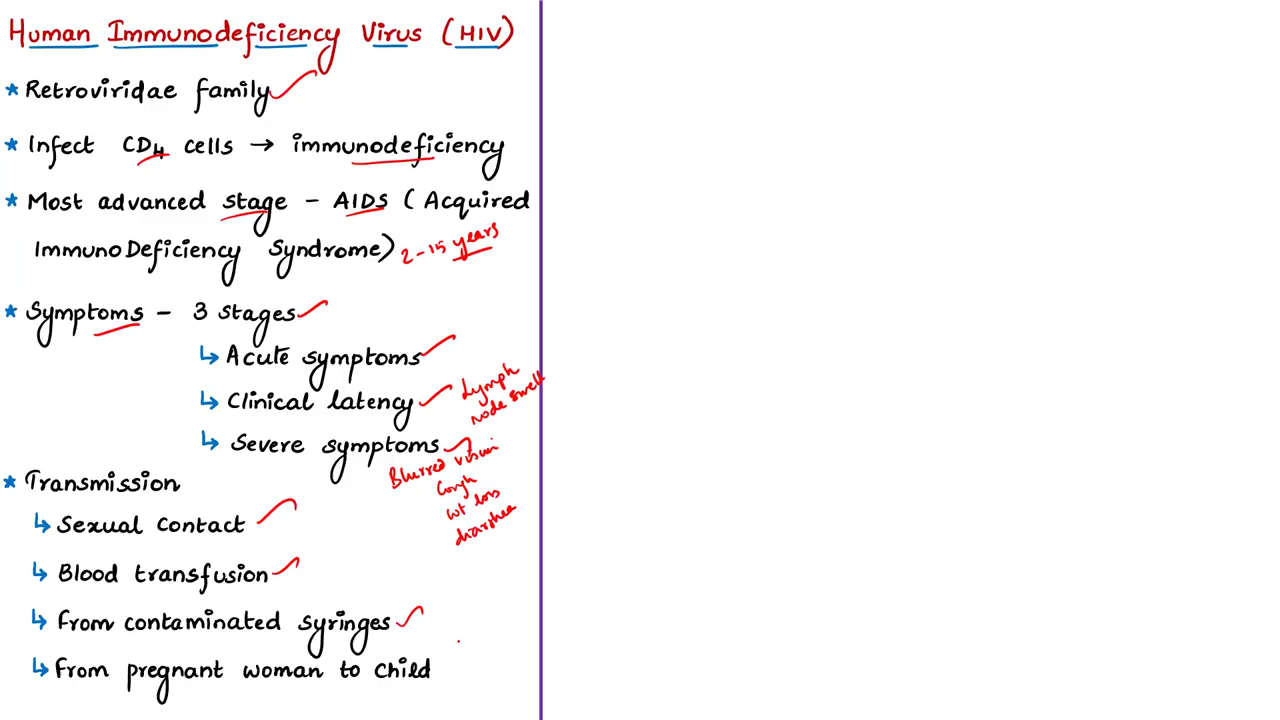 Human Immunodeficiency Virus (HIV)
* Retroviridae family
* Infect CD4 cells → immunodeficiency
* Most advanced stage - AIDS (Acquired
ImmunoDeficiency Syndrome) 2-15 years
* Symptoms - 3 stages
↳ Acute symptoms
↳ Clinical latency
Lymph
node swell
↳ Severe symptoms
Blurred vision
Cough
wt loss
diarrhea
* Transmission
↳ Sexual contact
↳ Blood transfusion
↳ From contaminated syringes
↳ From pregnant woman to child